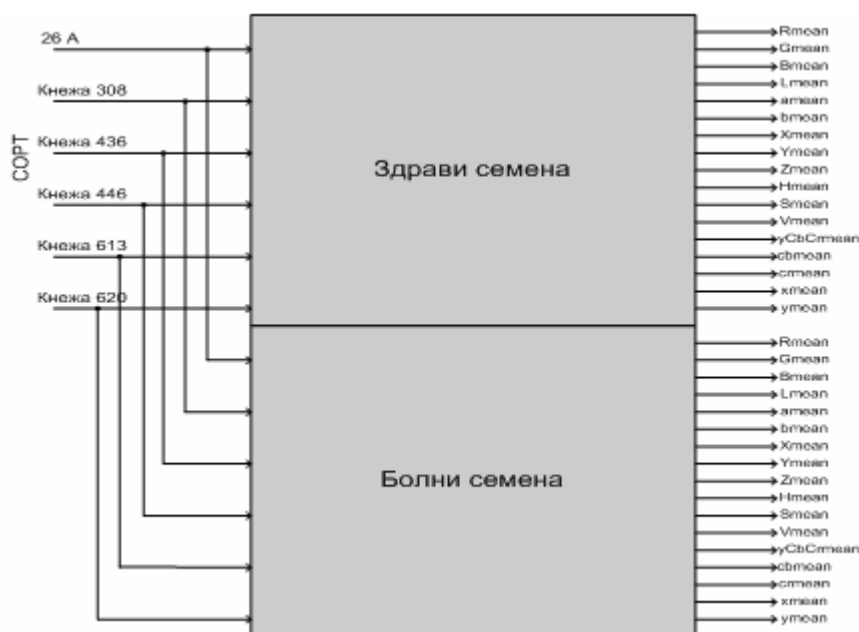 СОРТ
26 А
Кнежа 308
Кнежа 436
Кнежа 446
Кнежа 613
Кнежа 620
Здрави семена
Rmean
Gmean
Bmean
Lmean
amean
bmean
Xmean
Ymean
Zmean
Hmean
Smean
Vmean
yCbCrmean
cbmean
crmean
xmean
ymean
Болни семена
Rmean
Gmean
Bmean
Lmean
amean
bmean
Xmean
Ymean
Zmean
Hmean
Smean
Vmean
yCbCrmean
cbmean
crmean
xmean
ymean